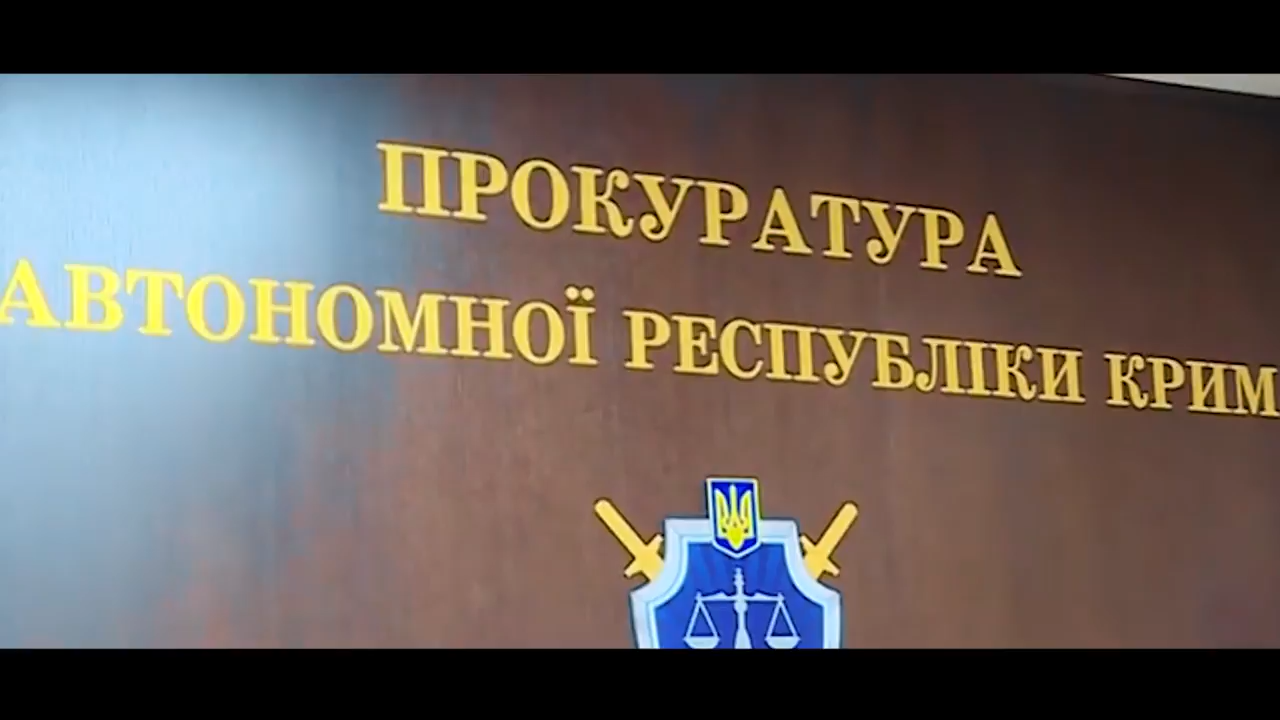 ПРОКУРАТУРА
АВТОНОМНОЇ РЕСПУБЛІКИ КРИМ